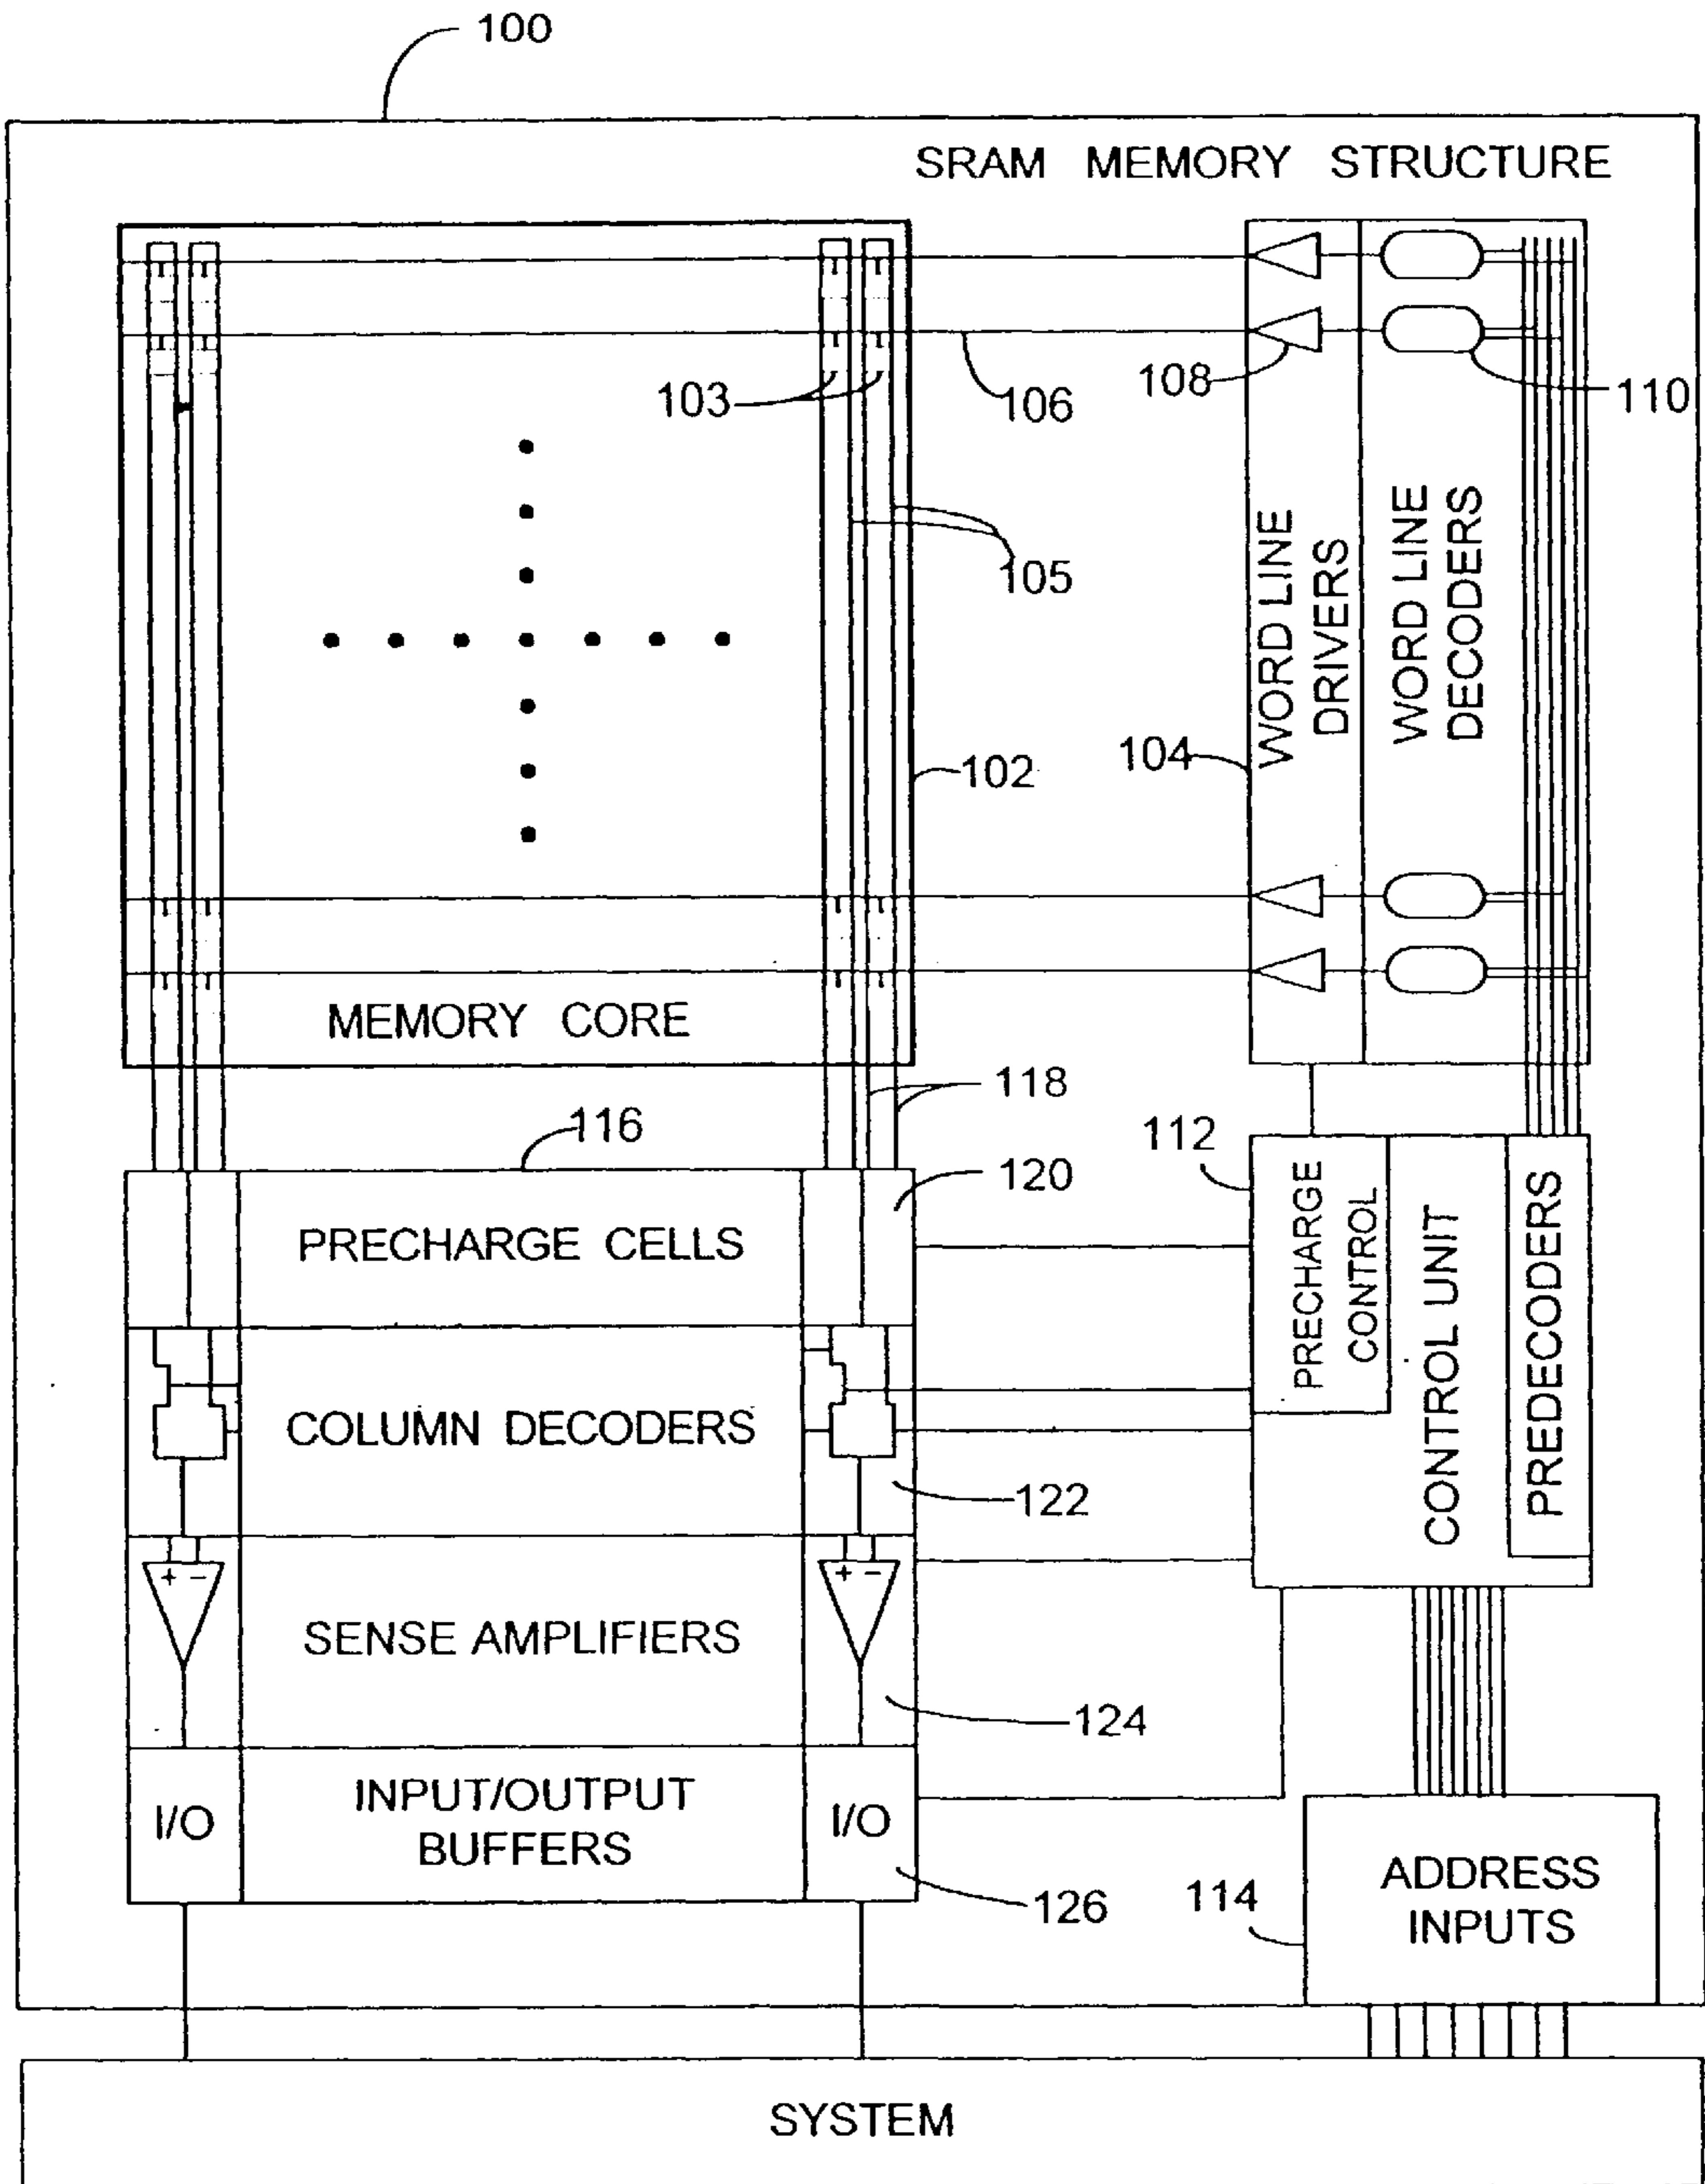 100
SRAM MEMORY STRUCTURE
103
106
108
110
105
WORD LINE
DRIVERS
WORD LINE
DECODERS
102
104
MEMORY CORE
118
116
112
120
PRECHARGE CELLS
PRECHARGE
CONTROL
CONTROL UNIT
PREDECODERS
COLUMN DECODERS
122
+ -
+ -
SENSE AMPLIFIERS
124
I/O
INPUT/OUTPUT
BUFFERS
I/O
126
114
ADDRESS
INPUTS
SYSTEM